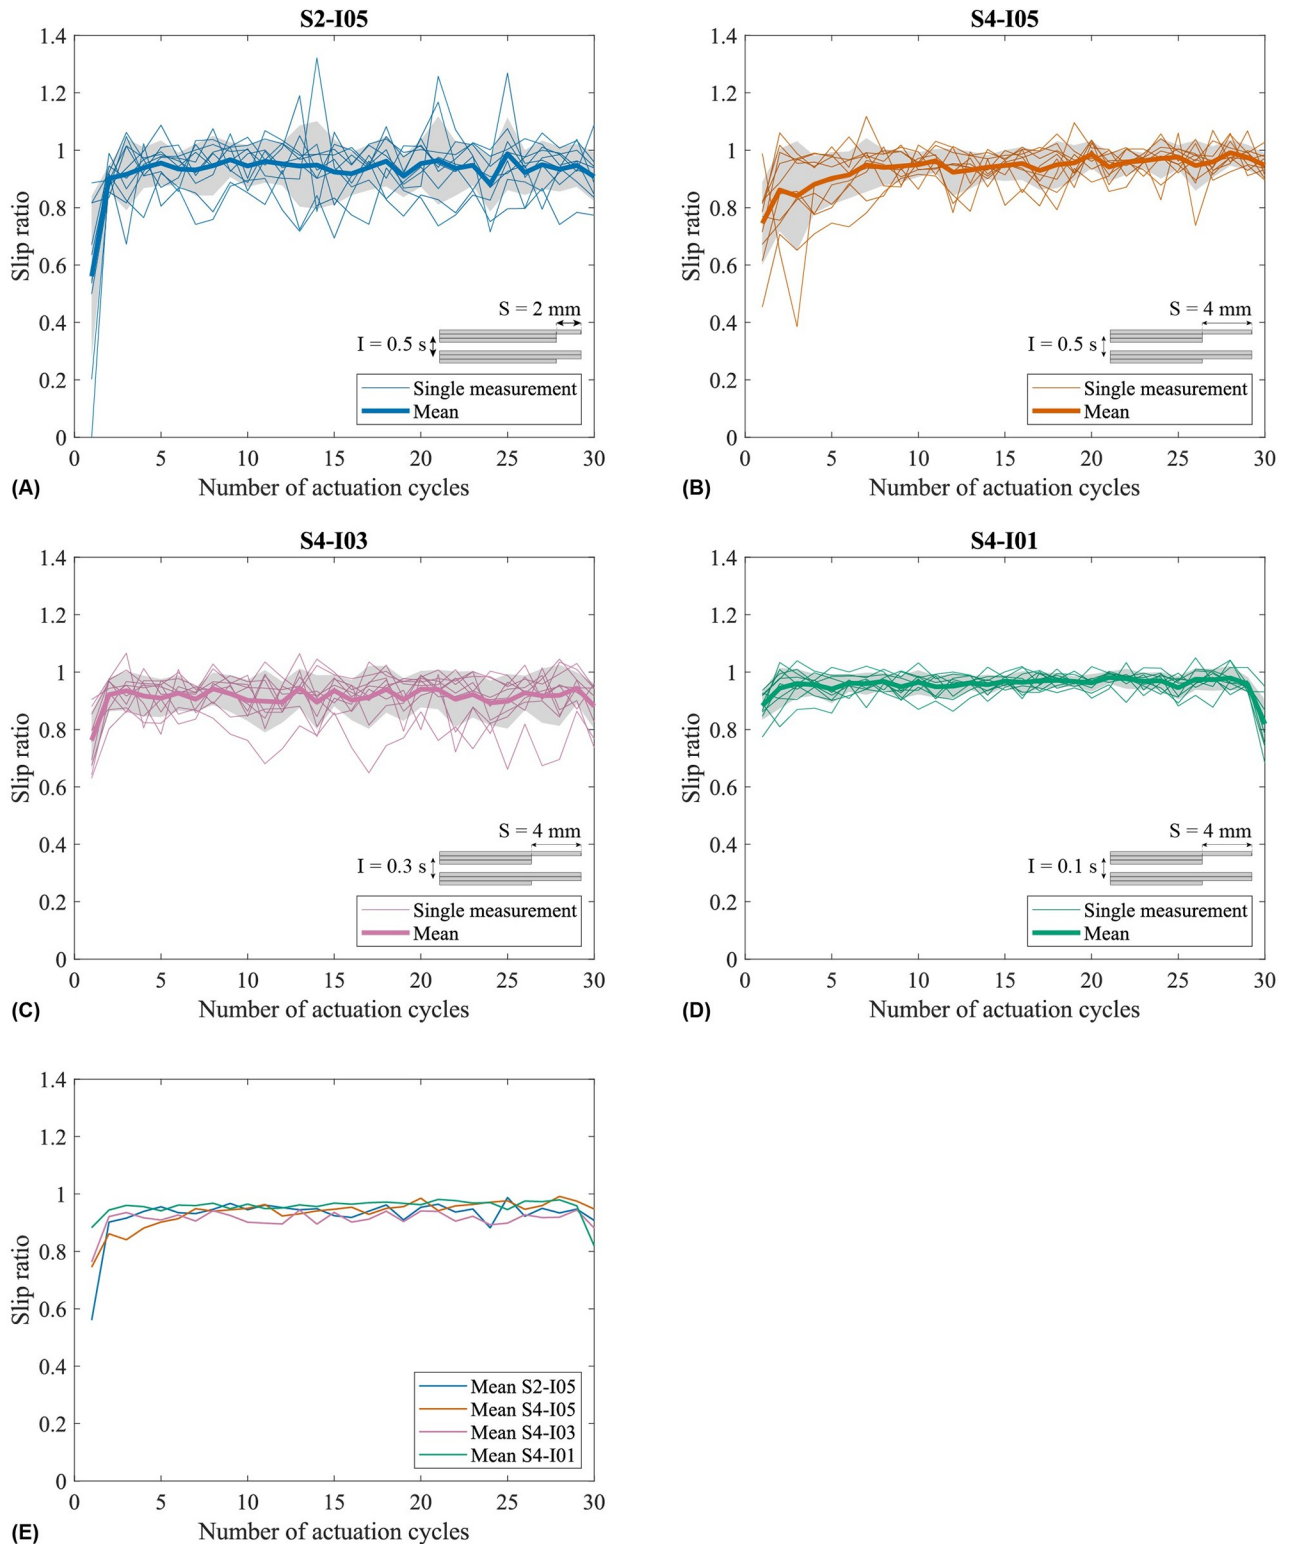 S2-I05
1.4
1.2
1
0.8
0.6
0.4
0.2
0
Slip ratio
S = 2 mm
I = 0.5 s
Single measurement
Mean
0 5 10 15 20 25 30
Number of actuation cycles
(A)
S4-I05
1.4
1.2
1
0.8
0.6
0.4
0.2
0
Slip ratio
S = 4 mm
I = 0.5 s
Single measurement
Mean
0 5 10 15 20 25 30
Number of actuation cycles
(B)
S4-I03
1.4
1.2
1
0.8
0.6
0.4
0.2
0
Slip ratio
S = 4 mm
I = 0.3 s
Single measurement
Mean
0 5 10 15 20 25 30
Number of actuation cycles
(C)
S4-I01
1.4
1.2
1
0.8
0.6
0.4
0.2
0
Slip ratio
S = 4 mm
I = 0.1 s
Single measurement
Mean
0 5 10 15 20 25 30
Number of actuation cycles
(D)
1.4
1.2
1
0.8
0.6
0.4
0.2
0
Slip ratio
Mean S2-I05
Mean S4-I05
Mean S4-I03
Mean S4-I01
0 5 10 15 20 25 30
Number of actuation cycles
(E)